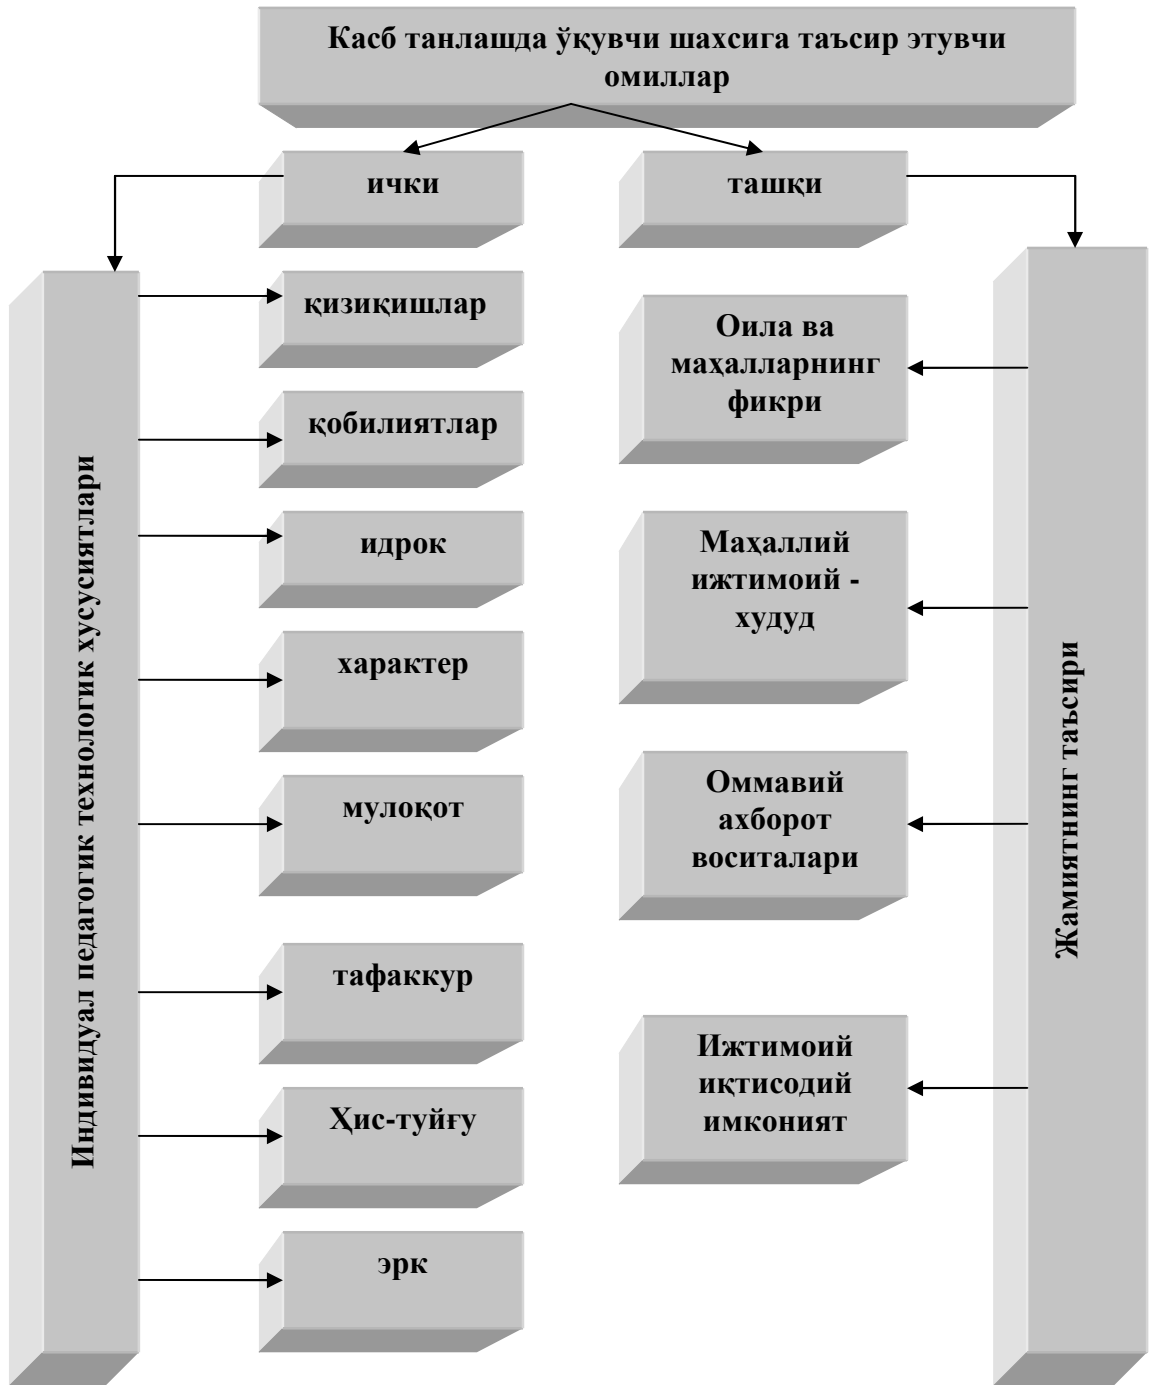 Касб танлашда ўқувчи шахсига таъсир этувчи
омиллар
ички
ташқи
Индивидуал педагогик технологик хусусиятлари
қизиқишлар
қобилиятлар
идрок
характер
мулоқот
тафаккур
Ҳис-туйғу
эрк
Оила ва
маҳалларнинг
фикри
Маҳаллий
ижтимоий -
худуд
Оммавий
ахборот
воситалари
Ижтимоий
иқтисодий
имконият
Жамиятнинг таъсири